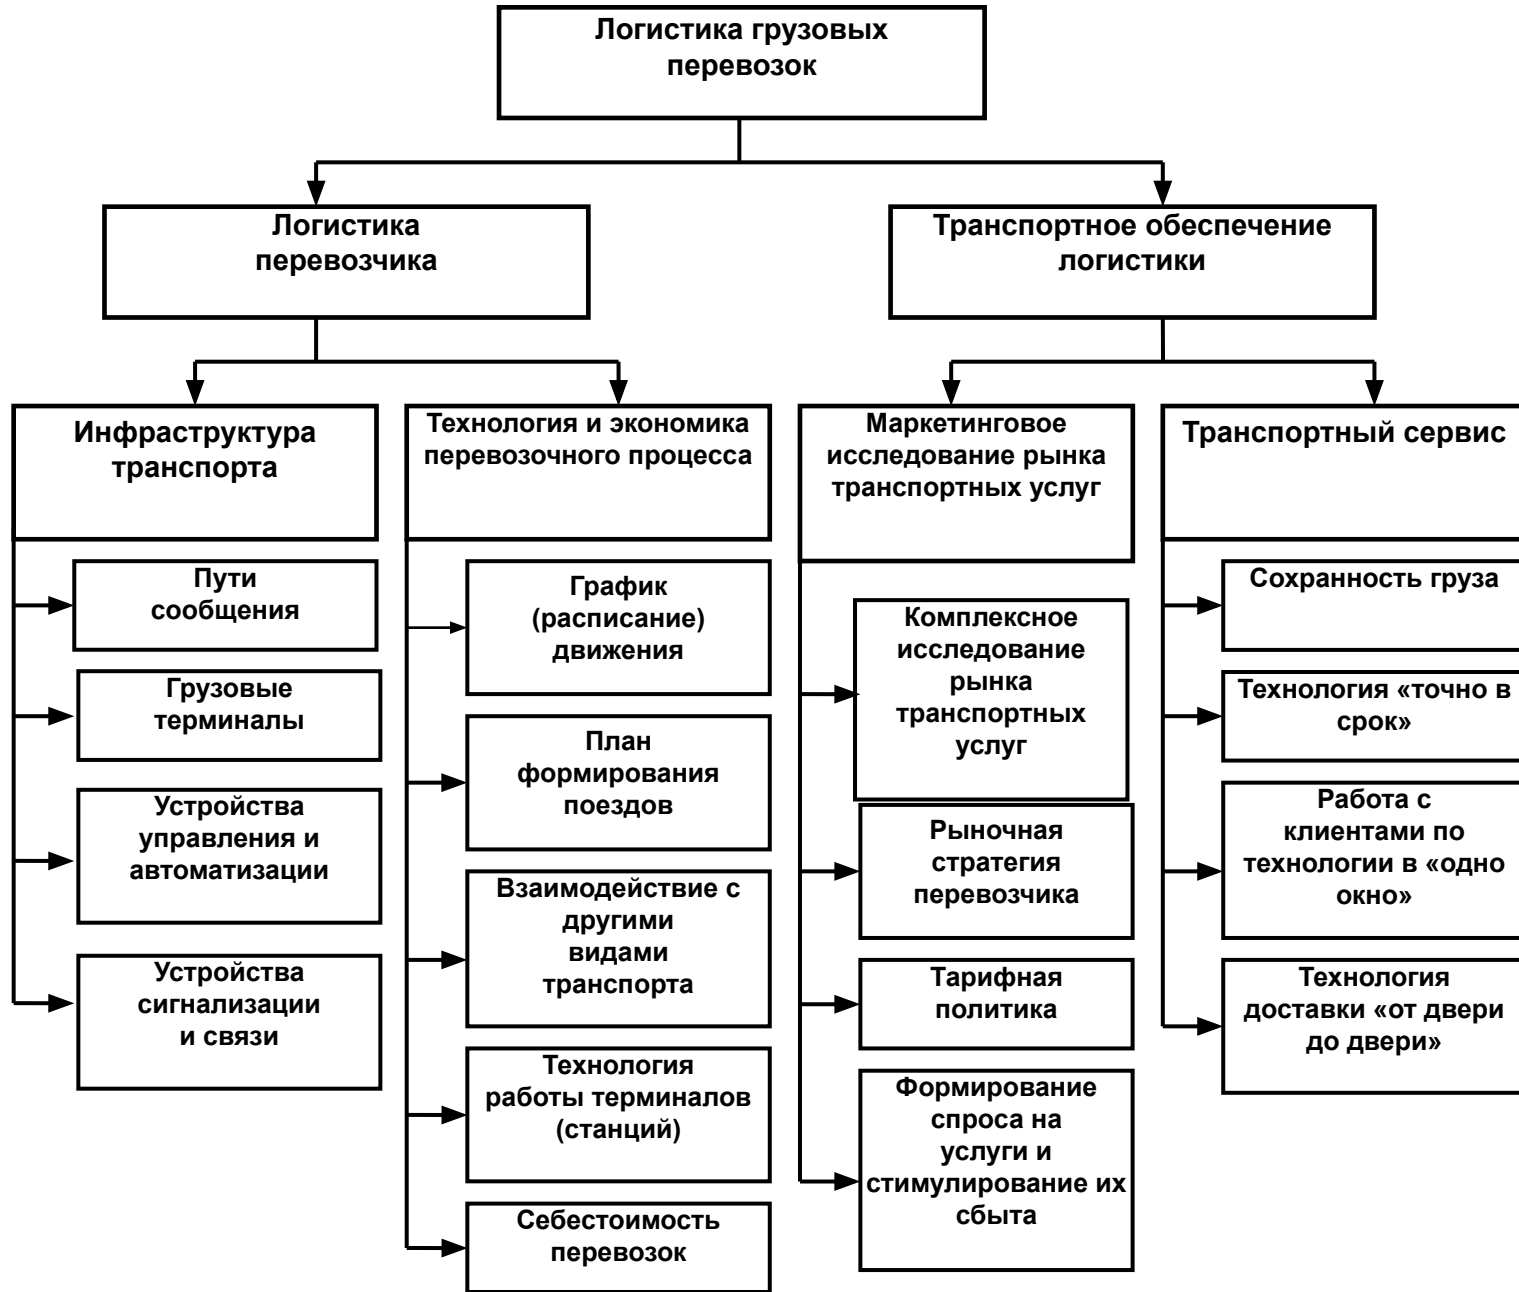 Логистика грузовых
перевозок
Логистика
перевозчика
Транспортное обеспечение
логистики
Инфраструктура
транспорта
Технология и экономика
перевозочного процесса
Маркетинговое
исследование рынка
транспортных услуг
Транспортный сервис
Пути
сообщения
Грузовые
терминалы
Устройства
управления и
автоматизации
Устройства
сигнализации
и связи
График
(расписание)
движения
План
формирования
поездов
Взаимодействие с
другими
видами
транспорта
Технология
работы терминалов
(станций)
Себестоимость
перевозок
Комплексное
исследование
рынка
транспортных
услуг
Рыночная
стратегия
перевозчика
Тарифная
политика
Формирование
спроса на
услуги и
стимулирование их
сбыта
Сохранность груза
Технология «точно в
срок»
Работа с
клиентами по
технологии в «одно
окно»
Технология
доставки «от двери
до двери»